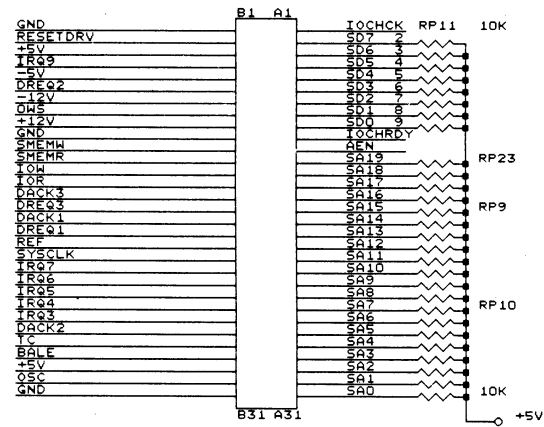 B1 A1
GND IOCHCK RP11 10K
RESETDRV SD7 2
+5V SD6 3
IRQ9 SD5 4
-5V SD4 5
DREQ2 SD3 6
-12V SD2 7
OWS SD1 8
+12V SD0 9
GND IOCHRDY
SMEMW AEN
SMEMR SA19 RP23
IOW SA18
IOR SA17
DACK3 SA16
DREQ3 SA15 RP9
DACK1 SA14
DREQ1 SA13
REF SA12
SYSCLK SA11
IRQ7 SA10
IRQ6 SA9
IRQ5 SA8
IRQ4 SA7 RP10
IRQ3 SA6
DACK2 SA5
TC SA4
BALE SA3
+5V SA2
OSC SA1
GND SA0 10K
B31 A31
+5V